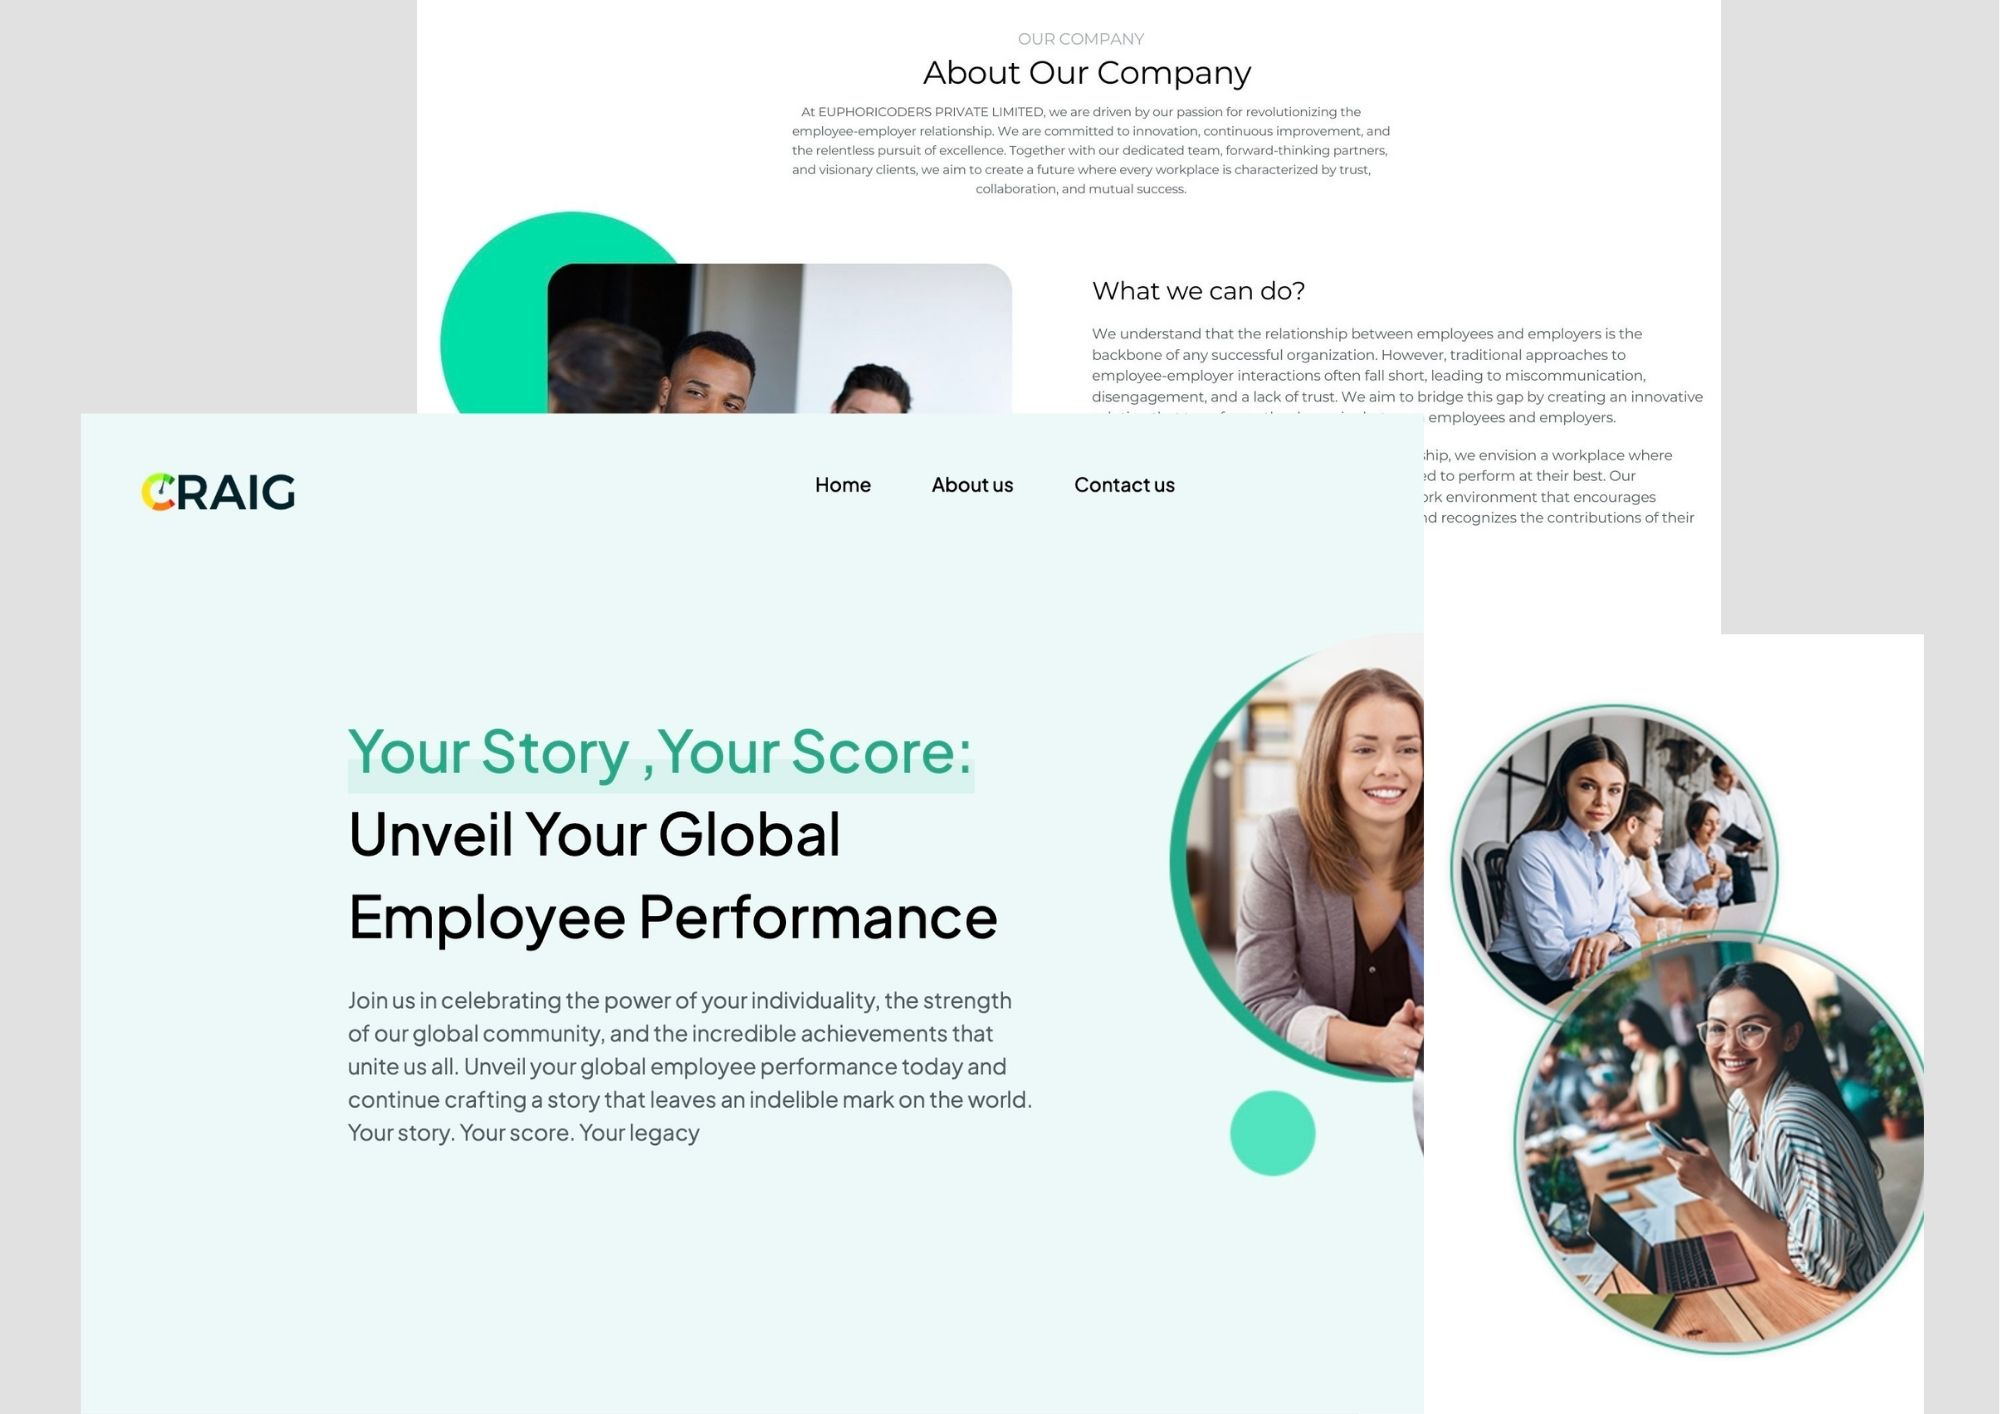 OUR COMPANY
About Our Company
At EUPHORICODERS PRIVATE LIMITED, we are driven by our passion for revolutionizing the
employee-employer relationship. We are committed to innovation, continuous improvement, and
the relentless pursuit of excellence. Together with our dedicated team, forward-thinking partners,
and visionary clients, we aim to create a future where every workplace is characterized by trust,
collaboration, and mutual success.
What we can do?
We understand that the relationship between employees and employers is the
backbone of any successful organization. However, traditional approaches to
employee-employer interactions often fall short, leading to miscommunication,
disengagement, and a lack of trust. We aim to bridge this gap by creating an innovative
employees and employers.
we envision a workplace where
to perform at their best. Our
environment that encourages
recognizes the contributions of their
CRAIG
Home About us Contact us
Your Story ,Your Score:
Unveil Your Global
Employee Performance
Join us in celebrating the power of your individuality, the strength
of our global community, and the incredible achievements that
unite us all. Unveil your global employee performance today and
continue crafting a story that leaves an indelible mark on the world.
Your story. Your score. Your legacy